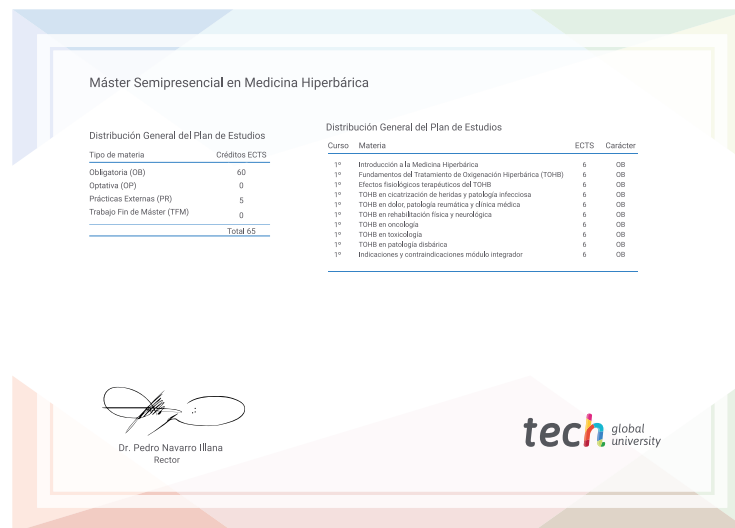 Máster Semipresencial en Medicina Hiperbárica
Distribución General del Plan de Estudios
Tipo de materia Créditos ECTS
Obligatoria (OB) 60
Optativa (OP) 0
Prácticas Externas (PR) 5
Trabajo Fin de Máster (TFM) 0
Total 65
Distribución General del Plan de Estudios
Curso Materia ECTS Carácter
1º Introducción a la Medicina Hiperbárica 6 OB
1º Fundamentos del Tratamiento de Oxigenación Hiperbárica (TOHB) 6 OB
1º Efectos fisiológicos terapéuticos del TOHB 6 OB
1º TOHB en cicatrización de heridas y patología infecciosa 6 OB
1º TOHB en dolor, patología reumática y clínica médica 6 OB
1º TOHB en rehabilitación física y neurológica 6 OB
1º TOHB en oncología 6 OB
1º TOHB en toxicología 6 OB
1º TOHB en patología disbárica 6 OB
1º Indicaciones y contraindicaciones módulo integrador 6 OB
Dr. Pedro Navarro Illana
Rector
tech global
university